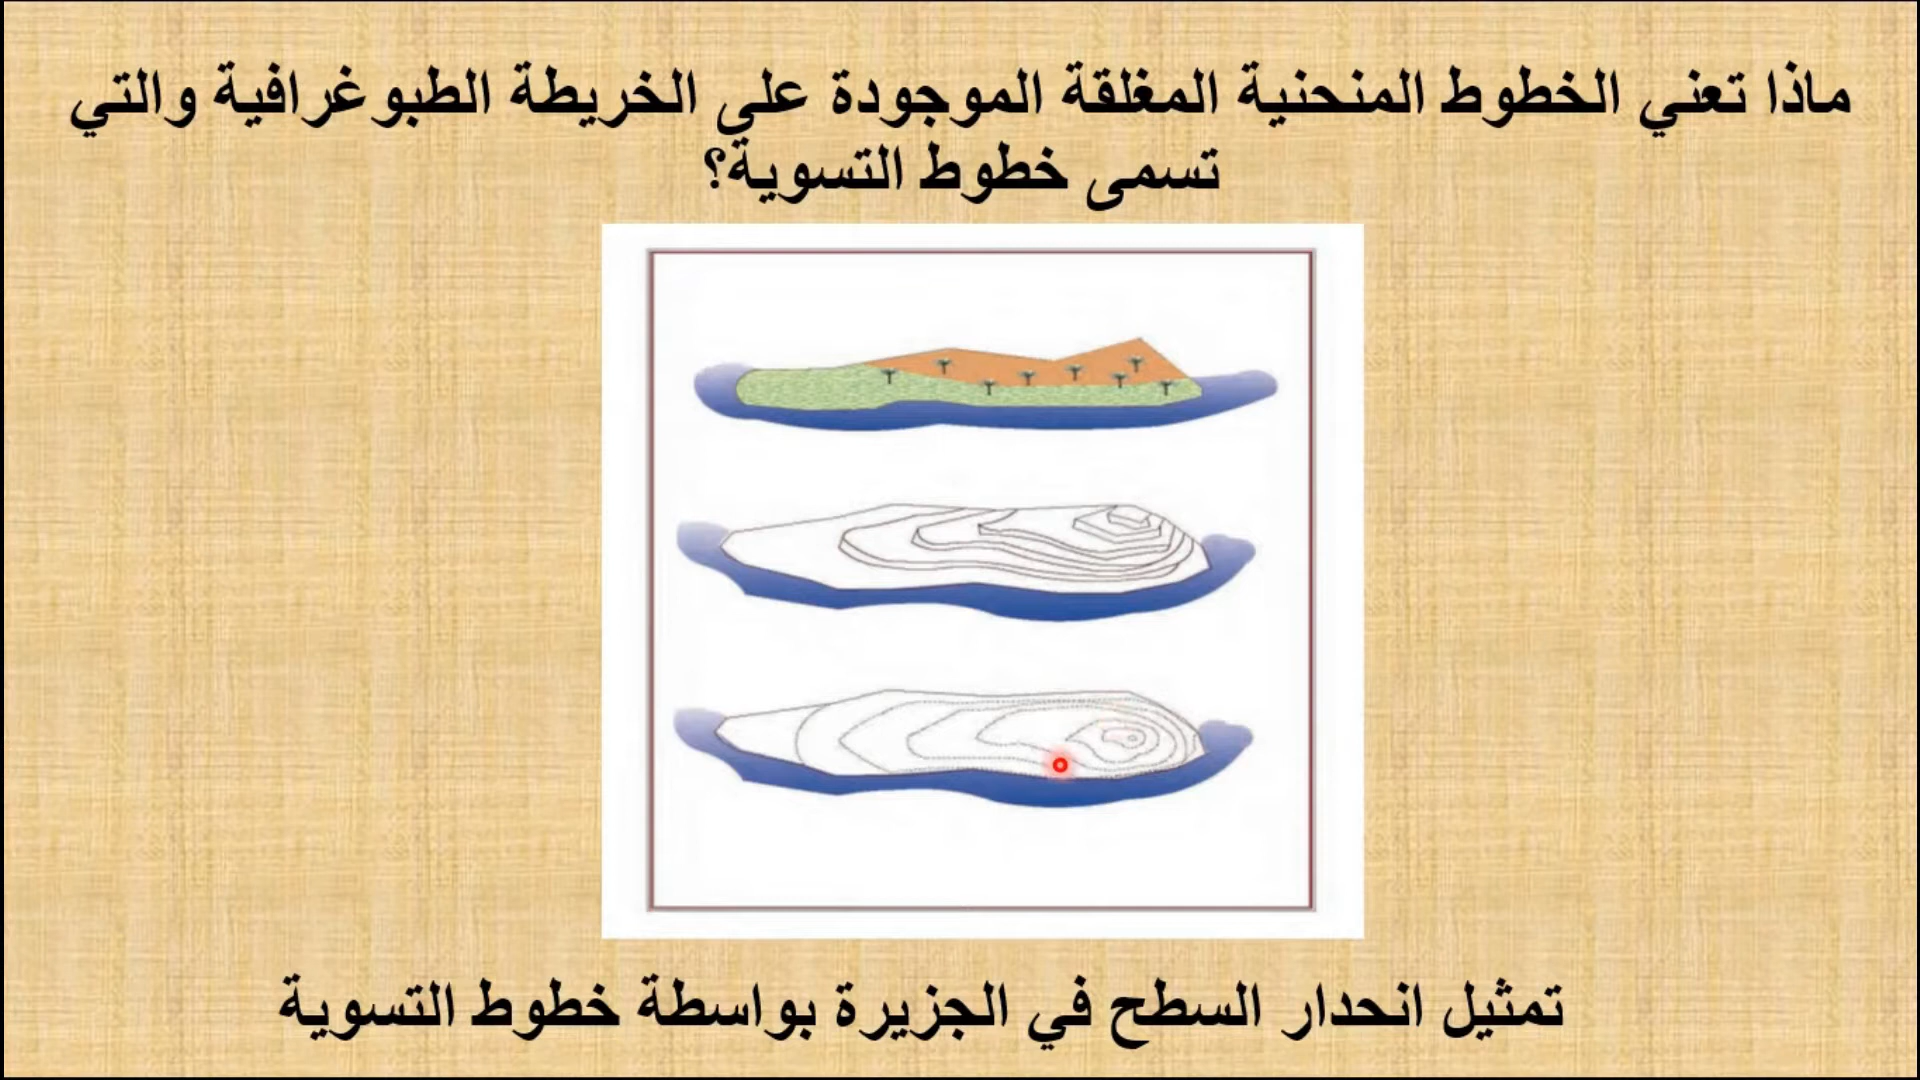 ماذا تعني الخطوط المنحنية المغلقة الموجودة على الخريطة الطبوغرافية والتي
تسمى خطوط التسوية؟
تمثيل انحدار السطح في الجزيرة بواسطة خطوط التسوية